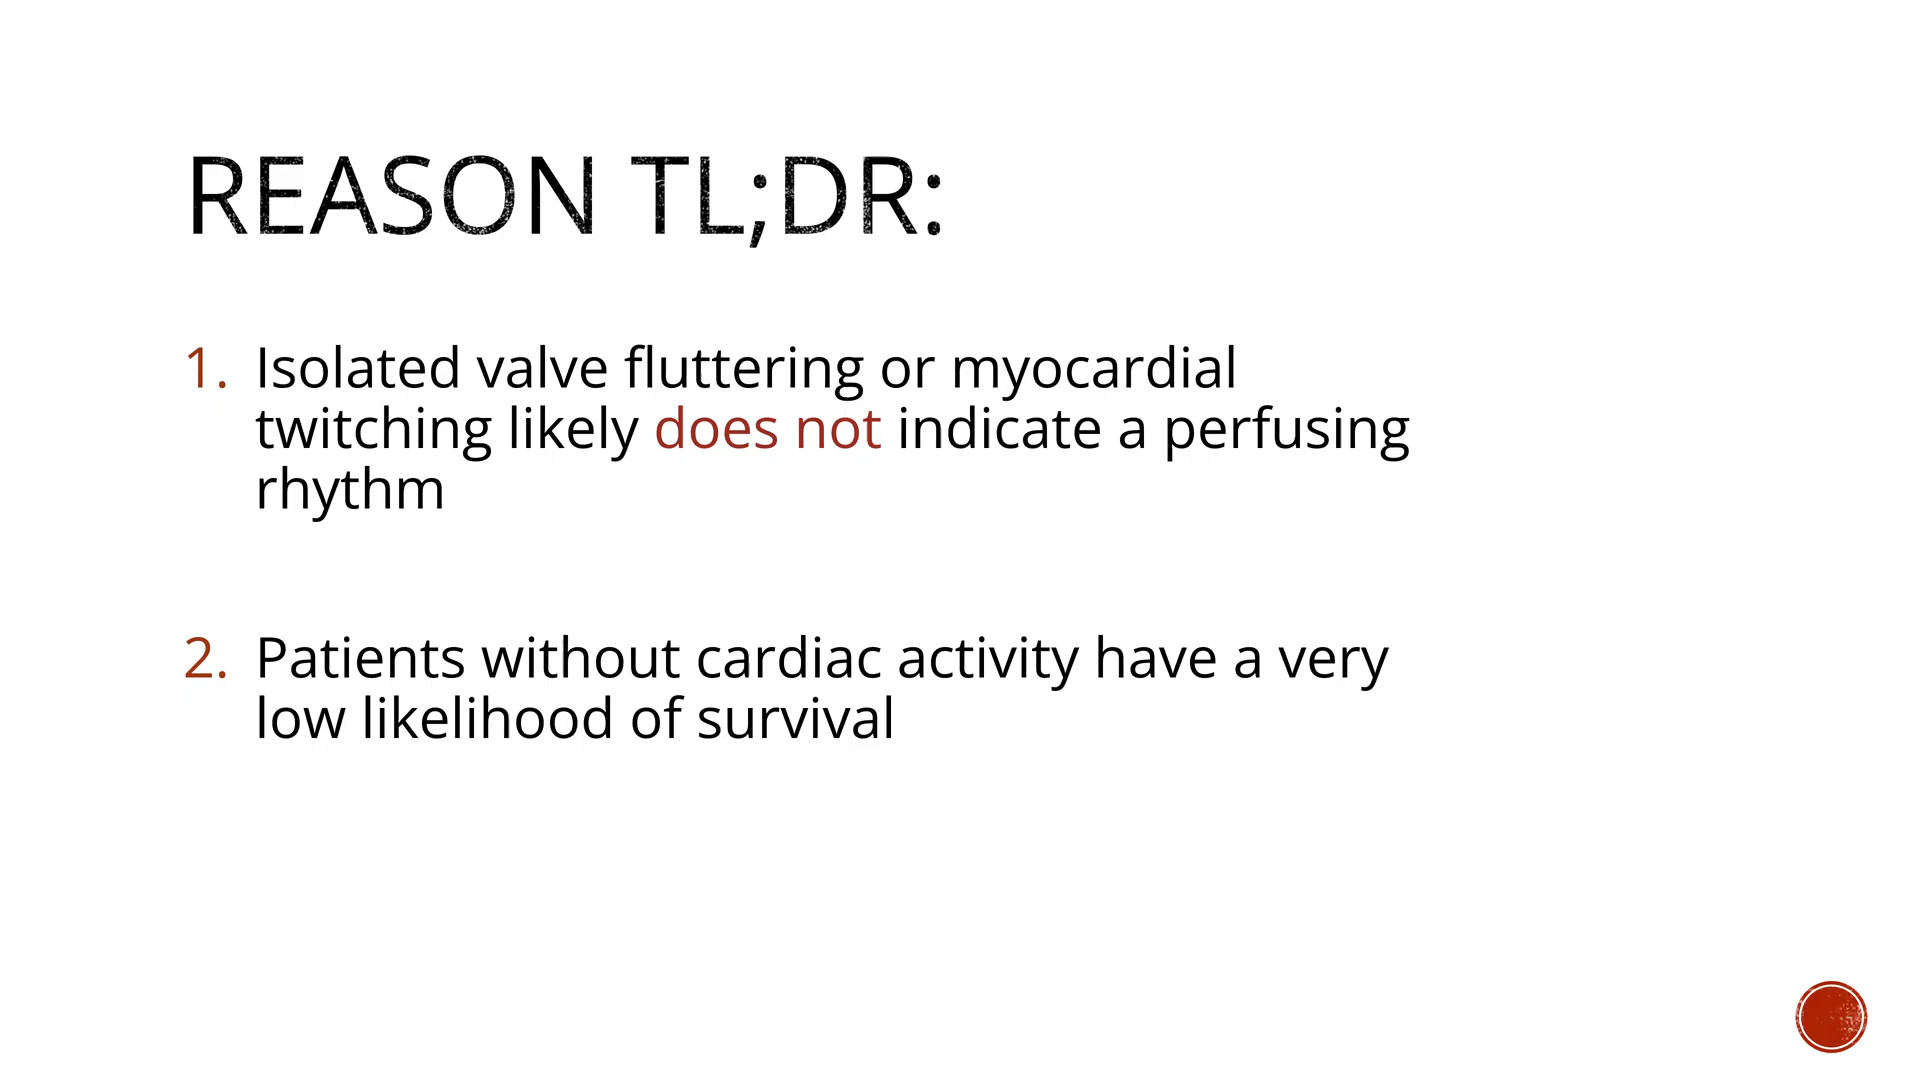 REASON TL;DR:
1. Isolated valve fluttering or myocardial
twitching likely does not indicate a perfusing
rhythm
2. Patients without cardiac activity have a very
low likelihood of survival